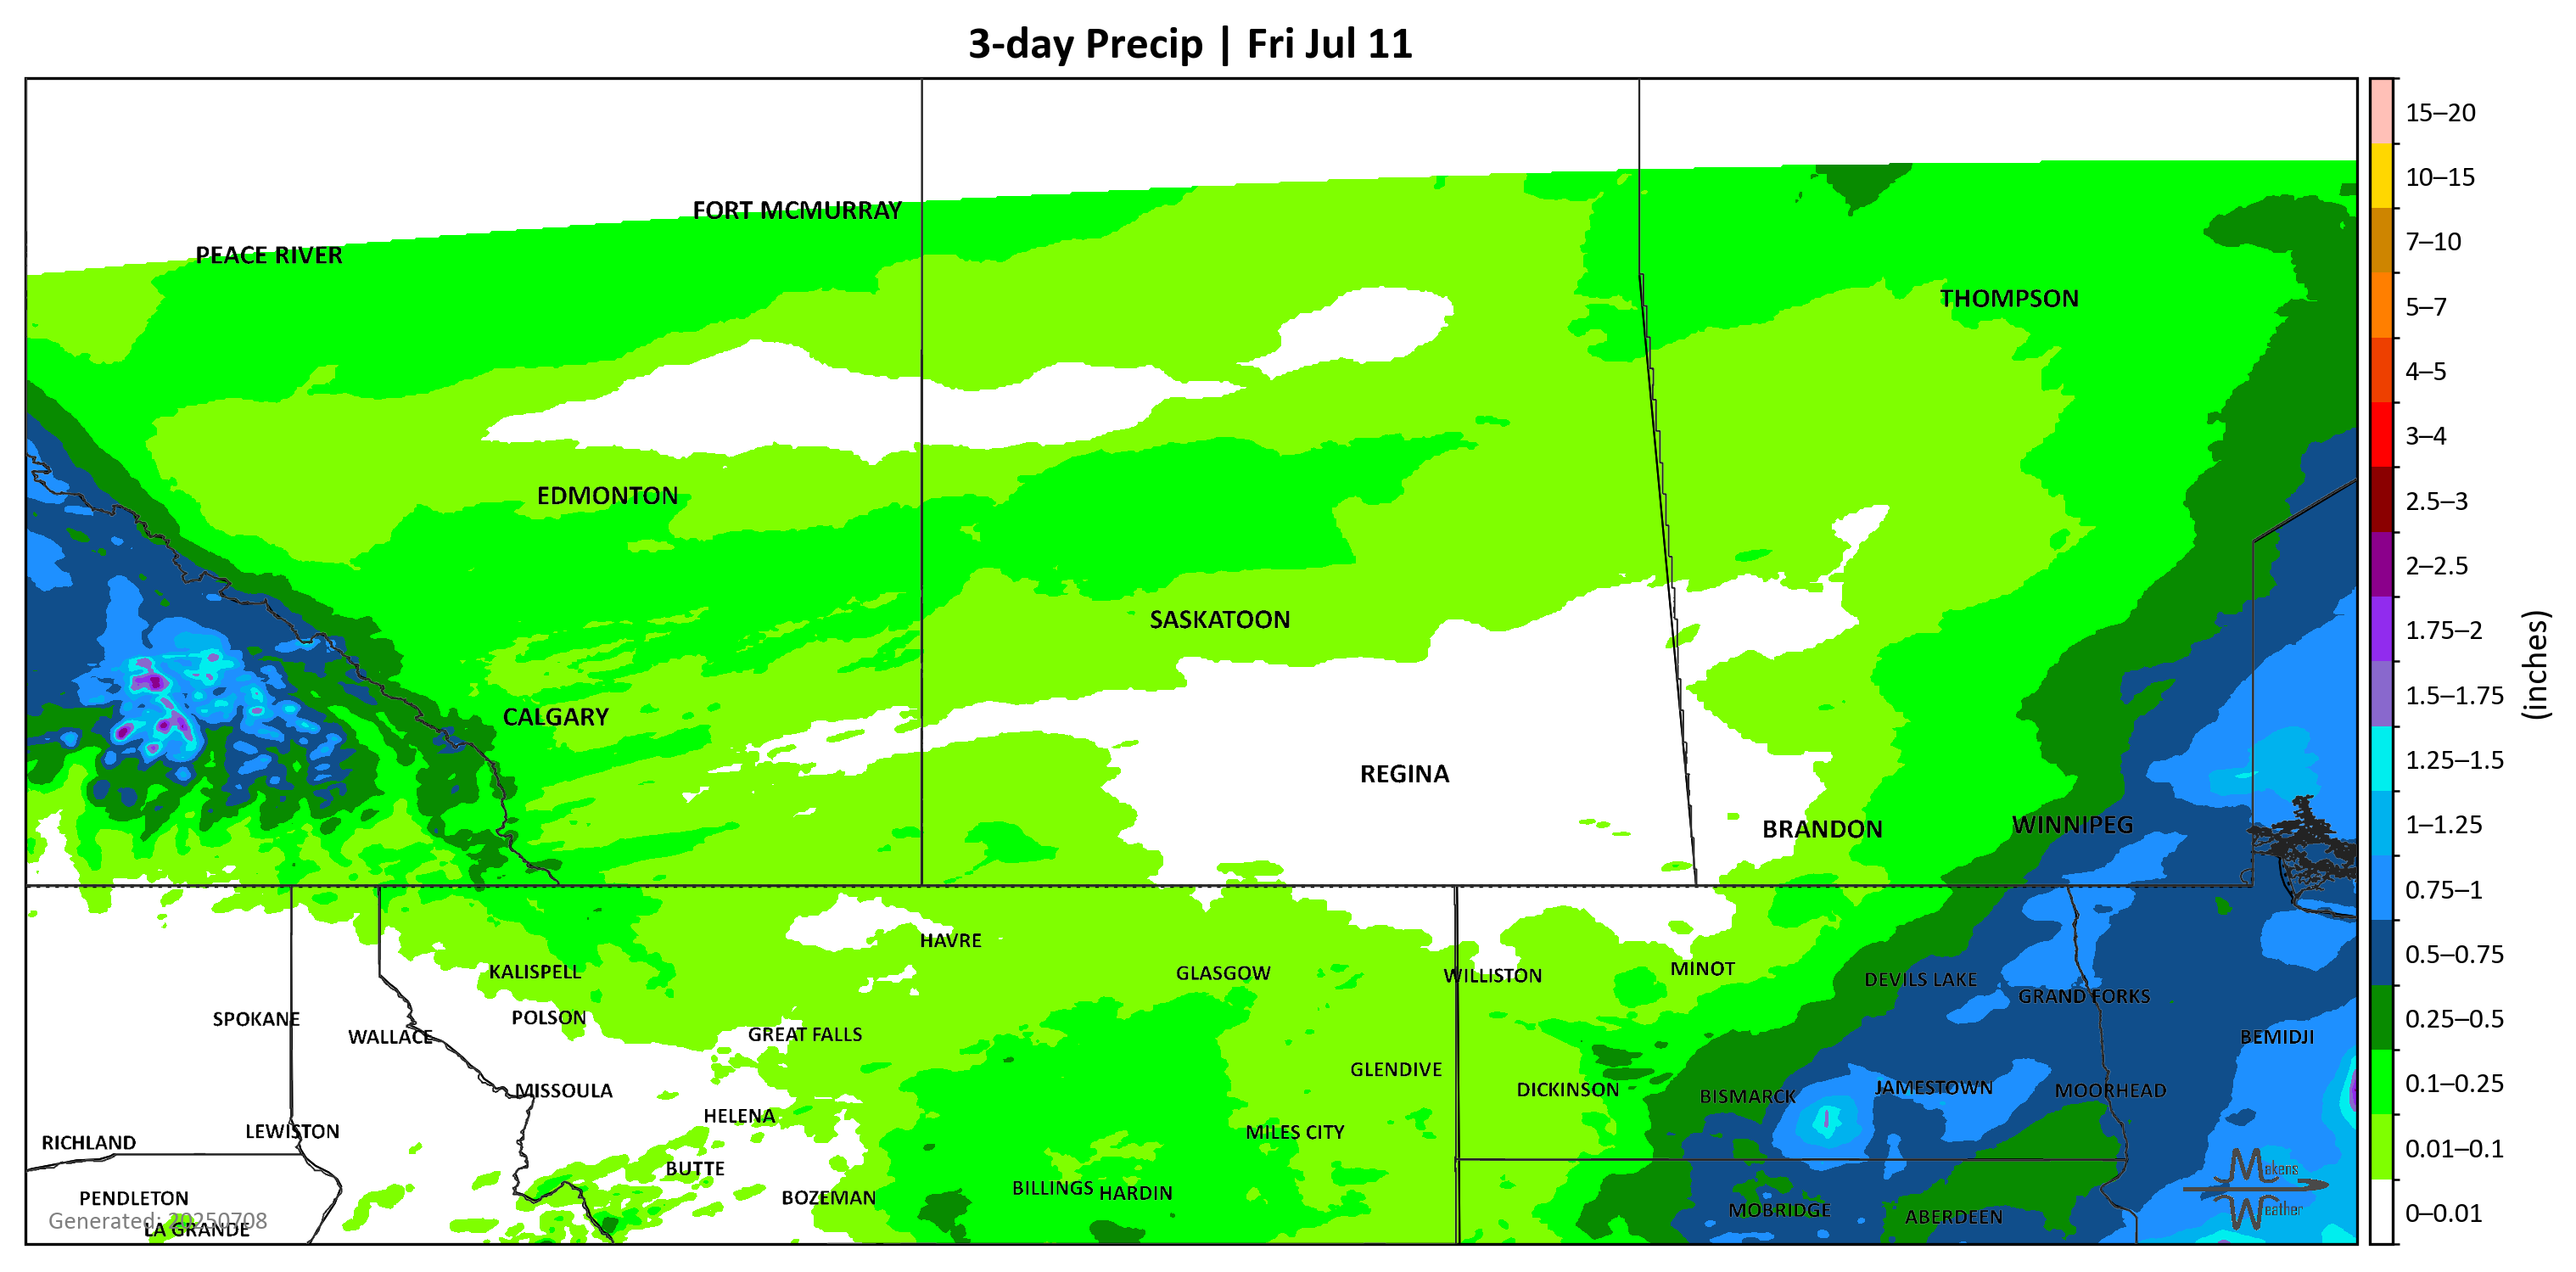 3-day Precip | Fri Jul 11
15–20
10–15
7–10
5–7
4–5
3–4
2.5–3
2–2.5
1.75–2
1.5–1.75
1.25–1.5
1–1.25
0.75–1
0.5–0.75
0.25–0.5
0.1–0.25
0.01–0.1
0–0.01
(inches)
FORT MCMURRAY
PEACE RIVER
THOMPSON
EDMONTON
SASKATOON
CALGARY
REGINA
BRANDON
WINNIPEG
HAVRE
KALISPELL
GLASGOW
WILLISTON
MINOT
DEVILS LAKE
GRAND FORKS
SPOKANE
POLSON
WALLACE
GREAT FALLS
BEMIDJI
GLENDIVE
MISSOULA
DICKINSON
BISMARCK
JAMESTOWN
MOORHEAD
HELENA
LEWISTON
MILES CITY
RICHLAND
BUTTE
BILLINGS
HARDIN
BOZEMAN
PENDLETON
MOBRIDGE
ABERDEEN
Generated: 20250708
LA GRANDE
Makens
Weather